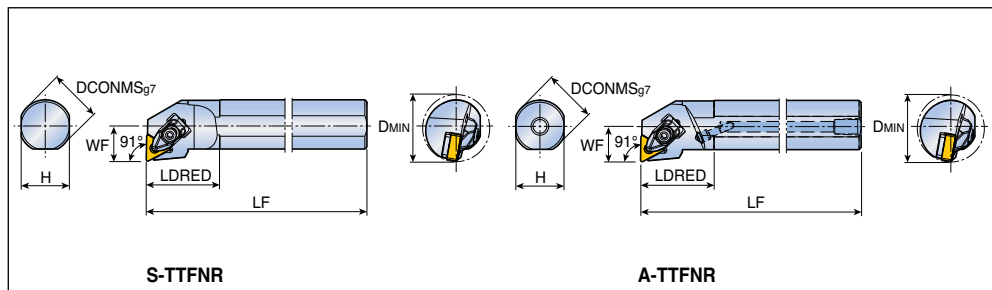 DCONMSg7
WF
91°
H
LDRED
LF
DMIN
S-TTFNR
DCONMSg7
WF
91°
H
LDRED
LF
DMIN
A-TTFNR